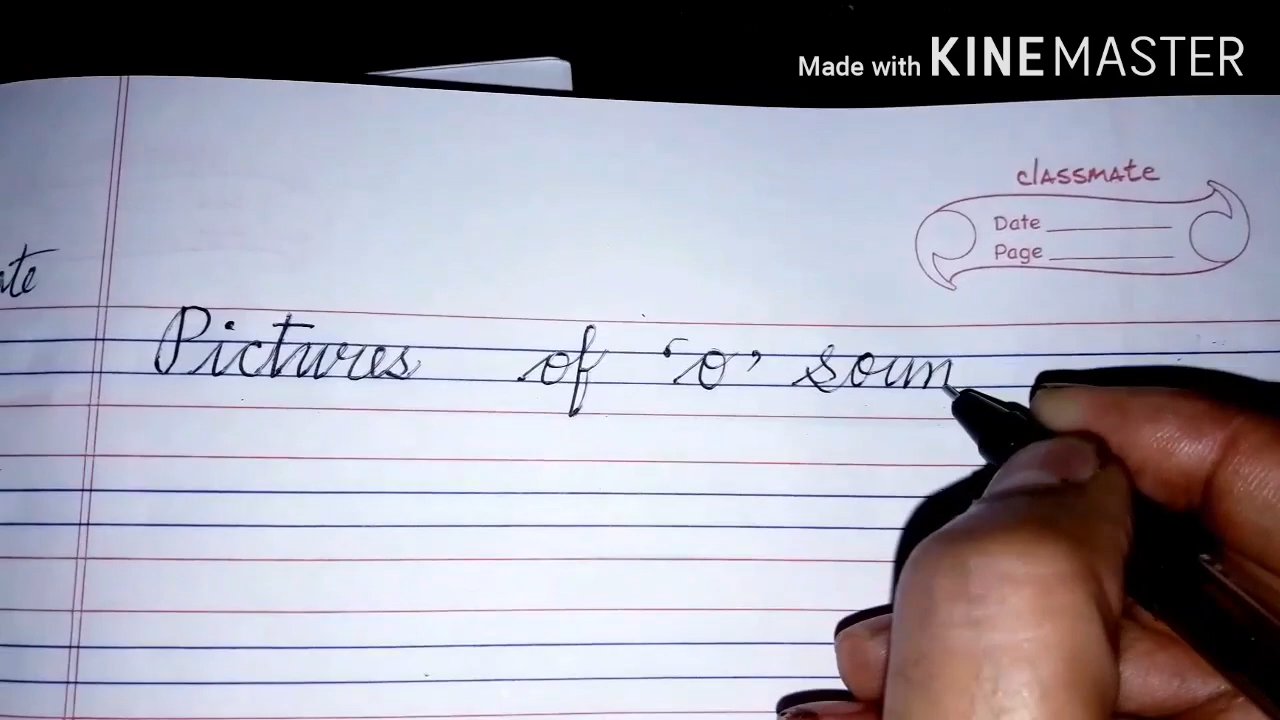 Made with KINEMASTER
classmate
Date
Page
Pictures of 'o' soun